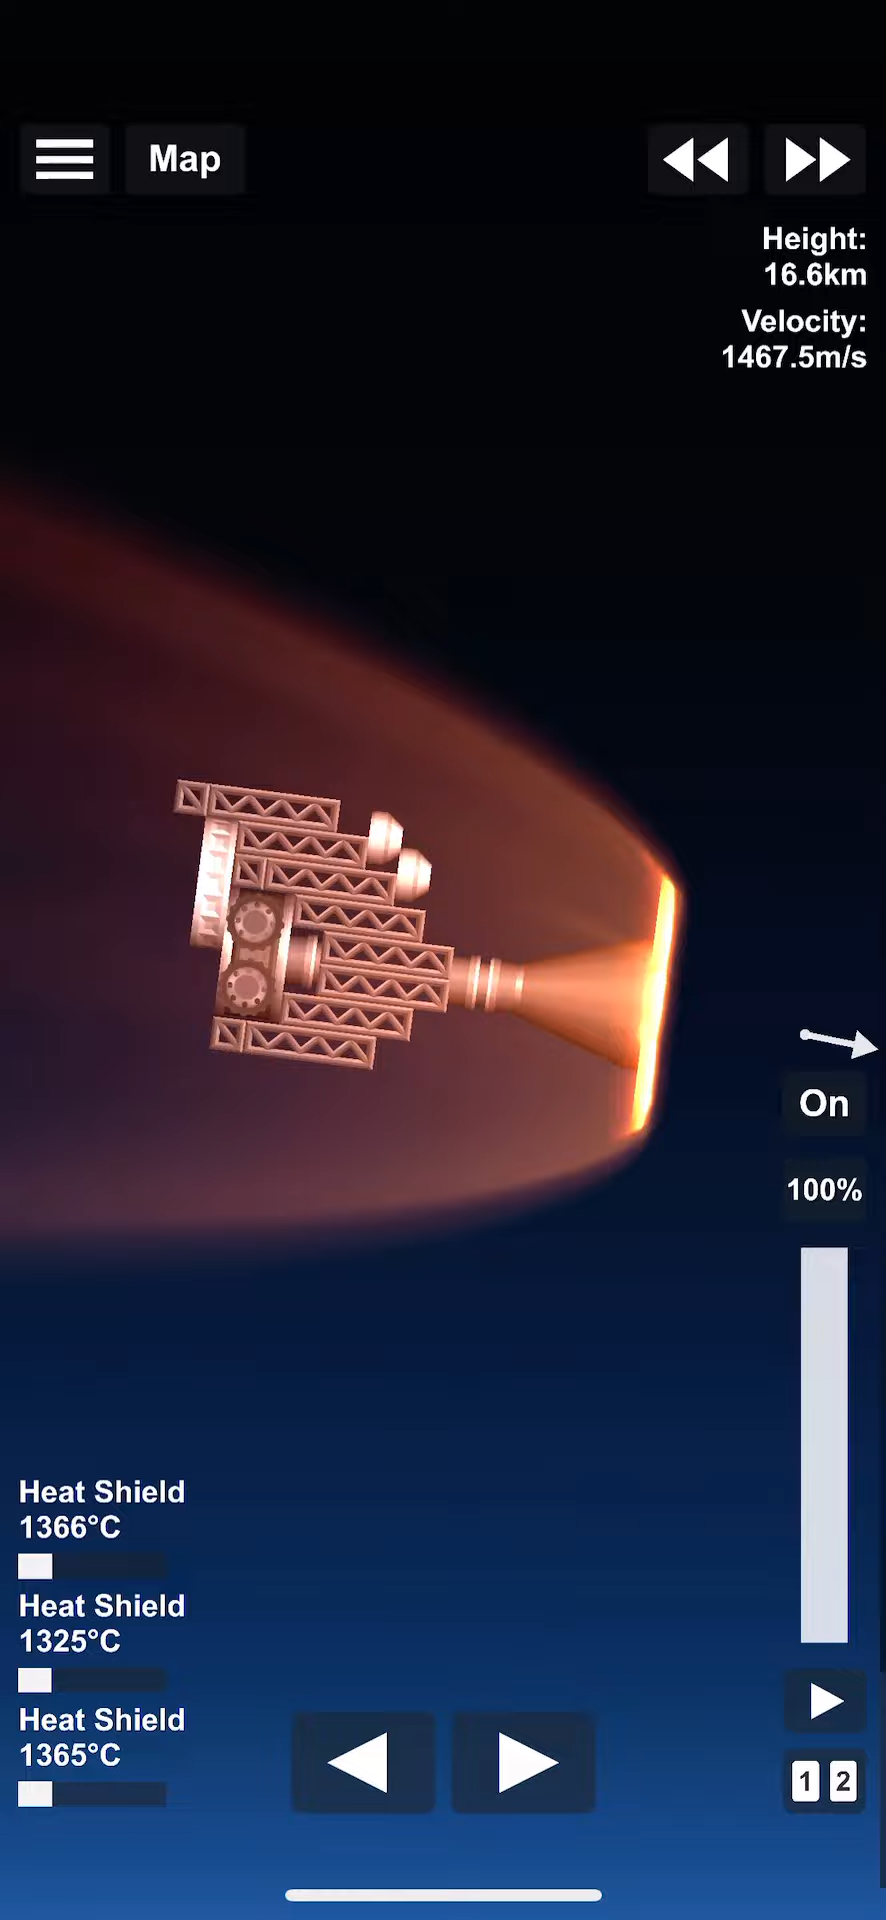 Map
Height:
16.6km
Velocity:
1467.5m/s
On
100%
Heat Shield
1366°C
Heat Shield
1325°C
Heat Shield
1365°C
1 2